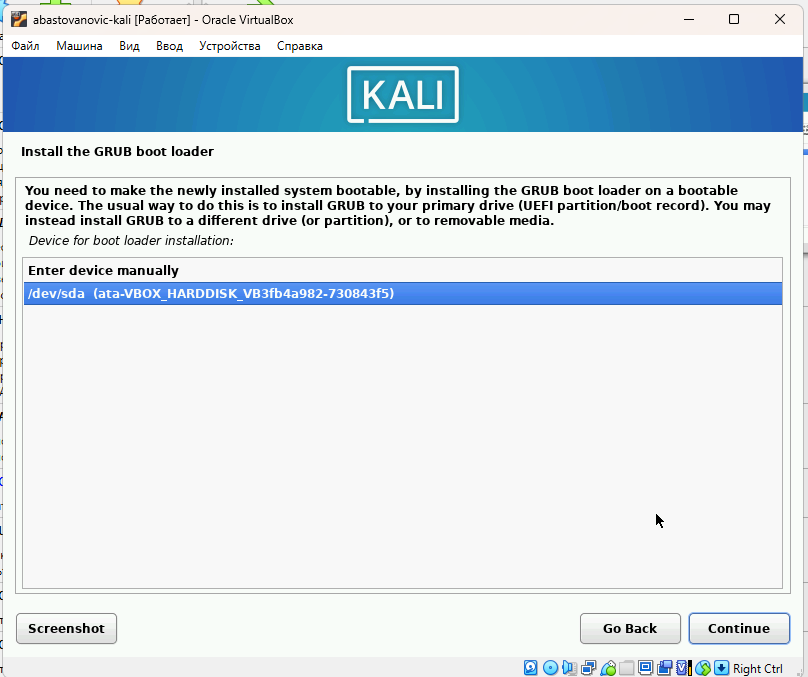 abastovanovic-kali [Работает] - Oracle VirtualBox
Файл Машина Вид Ввод Устройства Справка
KALI
Install the GRUB boot loader
You need to make the newly installed system bootable, by installing the GRUB boot loader on a bootable
device. The usual way to do this is to install GRUB to your primary drive (UEFI partition/boot record). You may
instead install GRUB to a different drive (or partition), or to removable media.
Device for boot loader installation:
Enter device manually
/dev/sda (ata-VBOX_HARDDISK_VB3fb4a982-730843f5)
Screenshot Go Back Continue
Right Ctrl